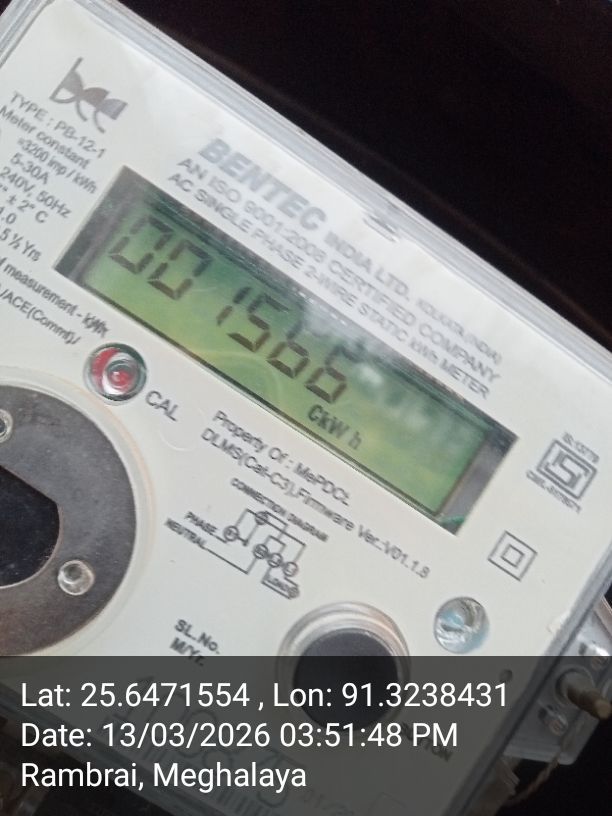 bee
TYPE : PB-12-1
Meter constant
=3200 imp / kWh
5-30A
240V, 50Hz
± 2° C
1.0
5 ½ Yrs
measurement - kWh
/ACE(Comml)/
BENTEC INDIA LTD. KOLKATA (INDIA)
AN ISO 9001:2008 CERTIFIED COMPANY
AC SINGLE PHASE 2-WIRE STATIC kWh METER
001566
CkWh
CAL
Property Of : MePDCL
DLMS(Cat-C3),Firmware Ver.:V01.1.8
CONNECTION DIAGRAM
PHASE
NEUTRAL
LOAD
SL.No.
M/Yr.
Lat: 25.6471554 , Lon: 91.3238431
Date: 13/03/2026 03:51:48 PM
Rambrai, Meghalaya